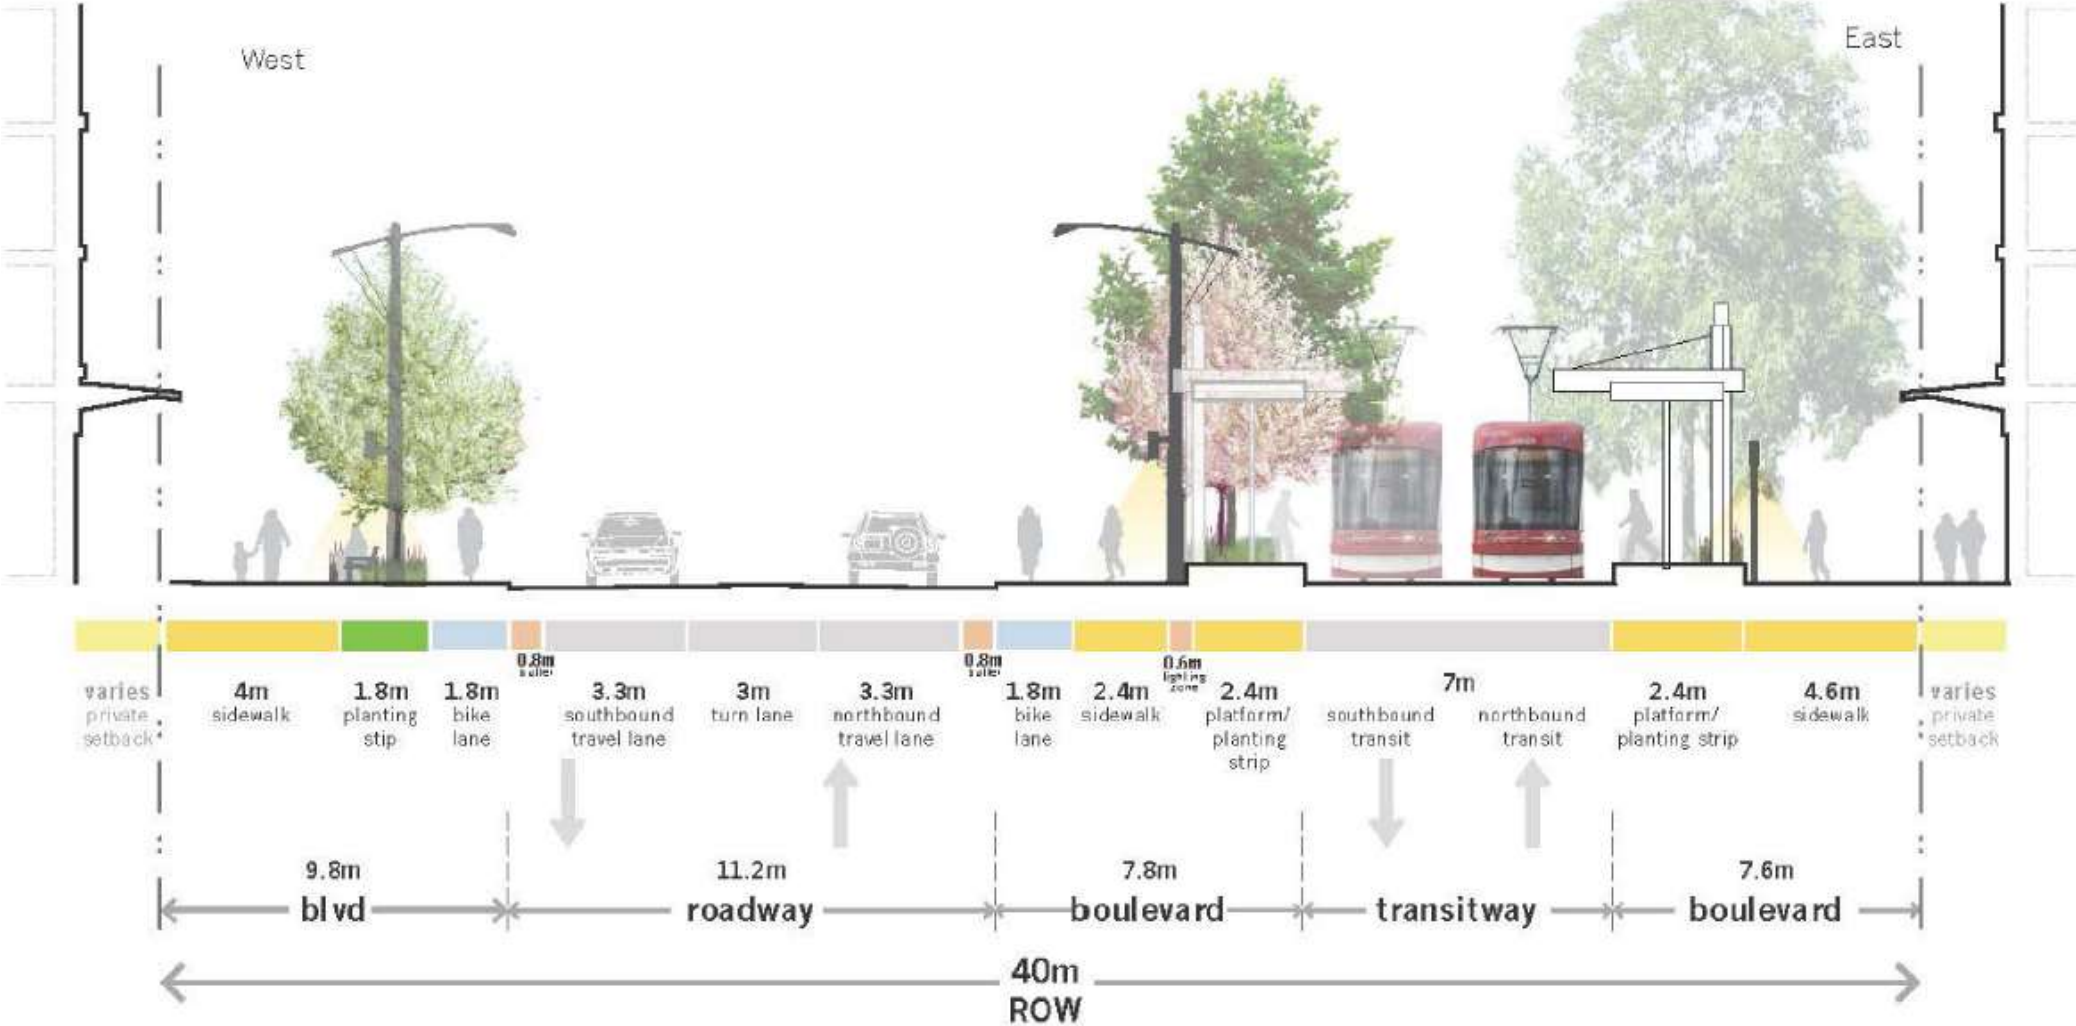 West
East
0.8m
0.8m
0.6m
lighting
zone
varies
private
setback
4m
sidewalk
1.8m
planting
stip
1.8m
bike
lane
3.3m
southbound
travel lane
3m
turn lane
3.3m
northbound
travel lane
1.8m
bike
lane
2.4m
sidewalk
2.4m
platform/
planting
strip
7m
southbound
transit
northbound
transit
2.4m
platform/
planting strip
4.6m
sidewalk
varies
private
setback
9.8m
blvd
11.2m
roadway
7.8m
boulevard
transitway
7.6m
boulevard
40m
ROW